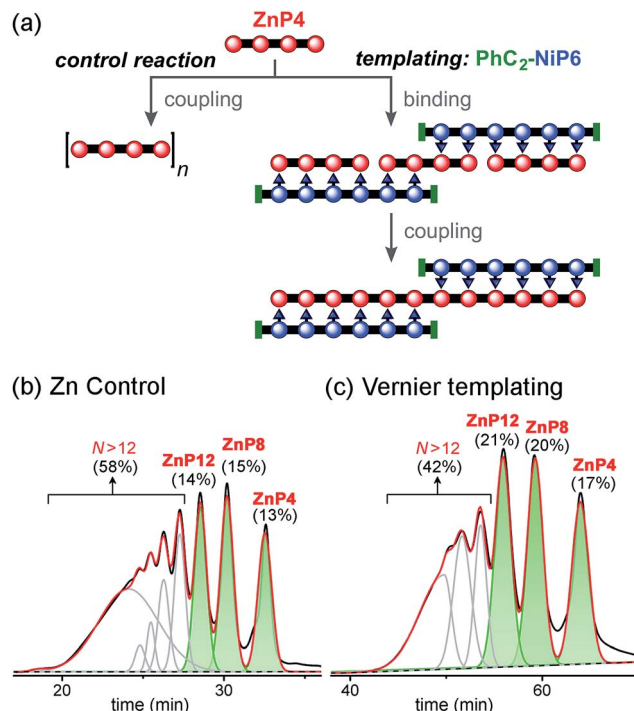 (a)
ZnP4
control reaction
templating: PhC₂-NiP6
coupling
binding
n
coupling
(b) Zn Control
(c) Vernier templating
N>12
(58%)
ZnP12
(14%)
ZnP8
(15%)
ZnP4
(13%)
N>12
(42%)
ZnP12
(21%)
ZnP8
(20%)
ZnP4
(17%)
20
30
time (min)
40
60
time (min)